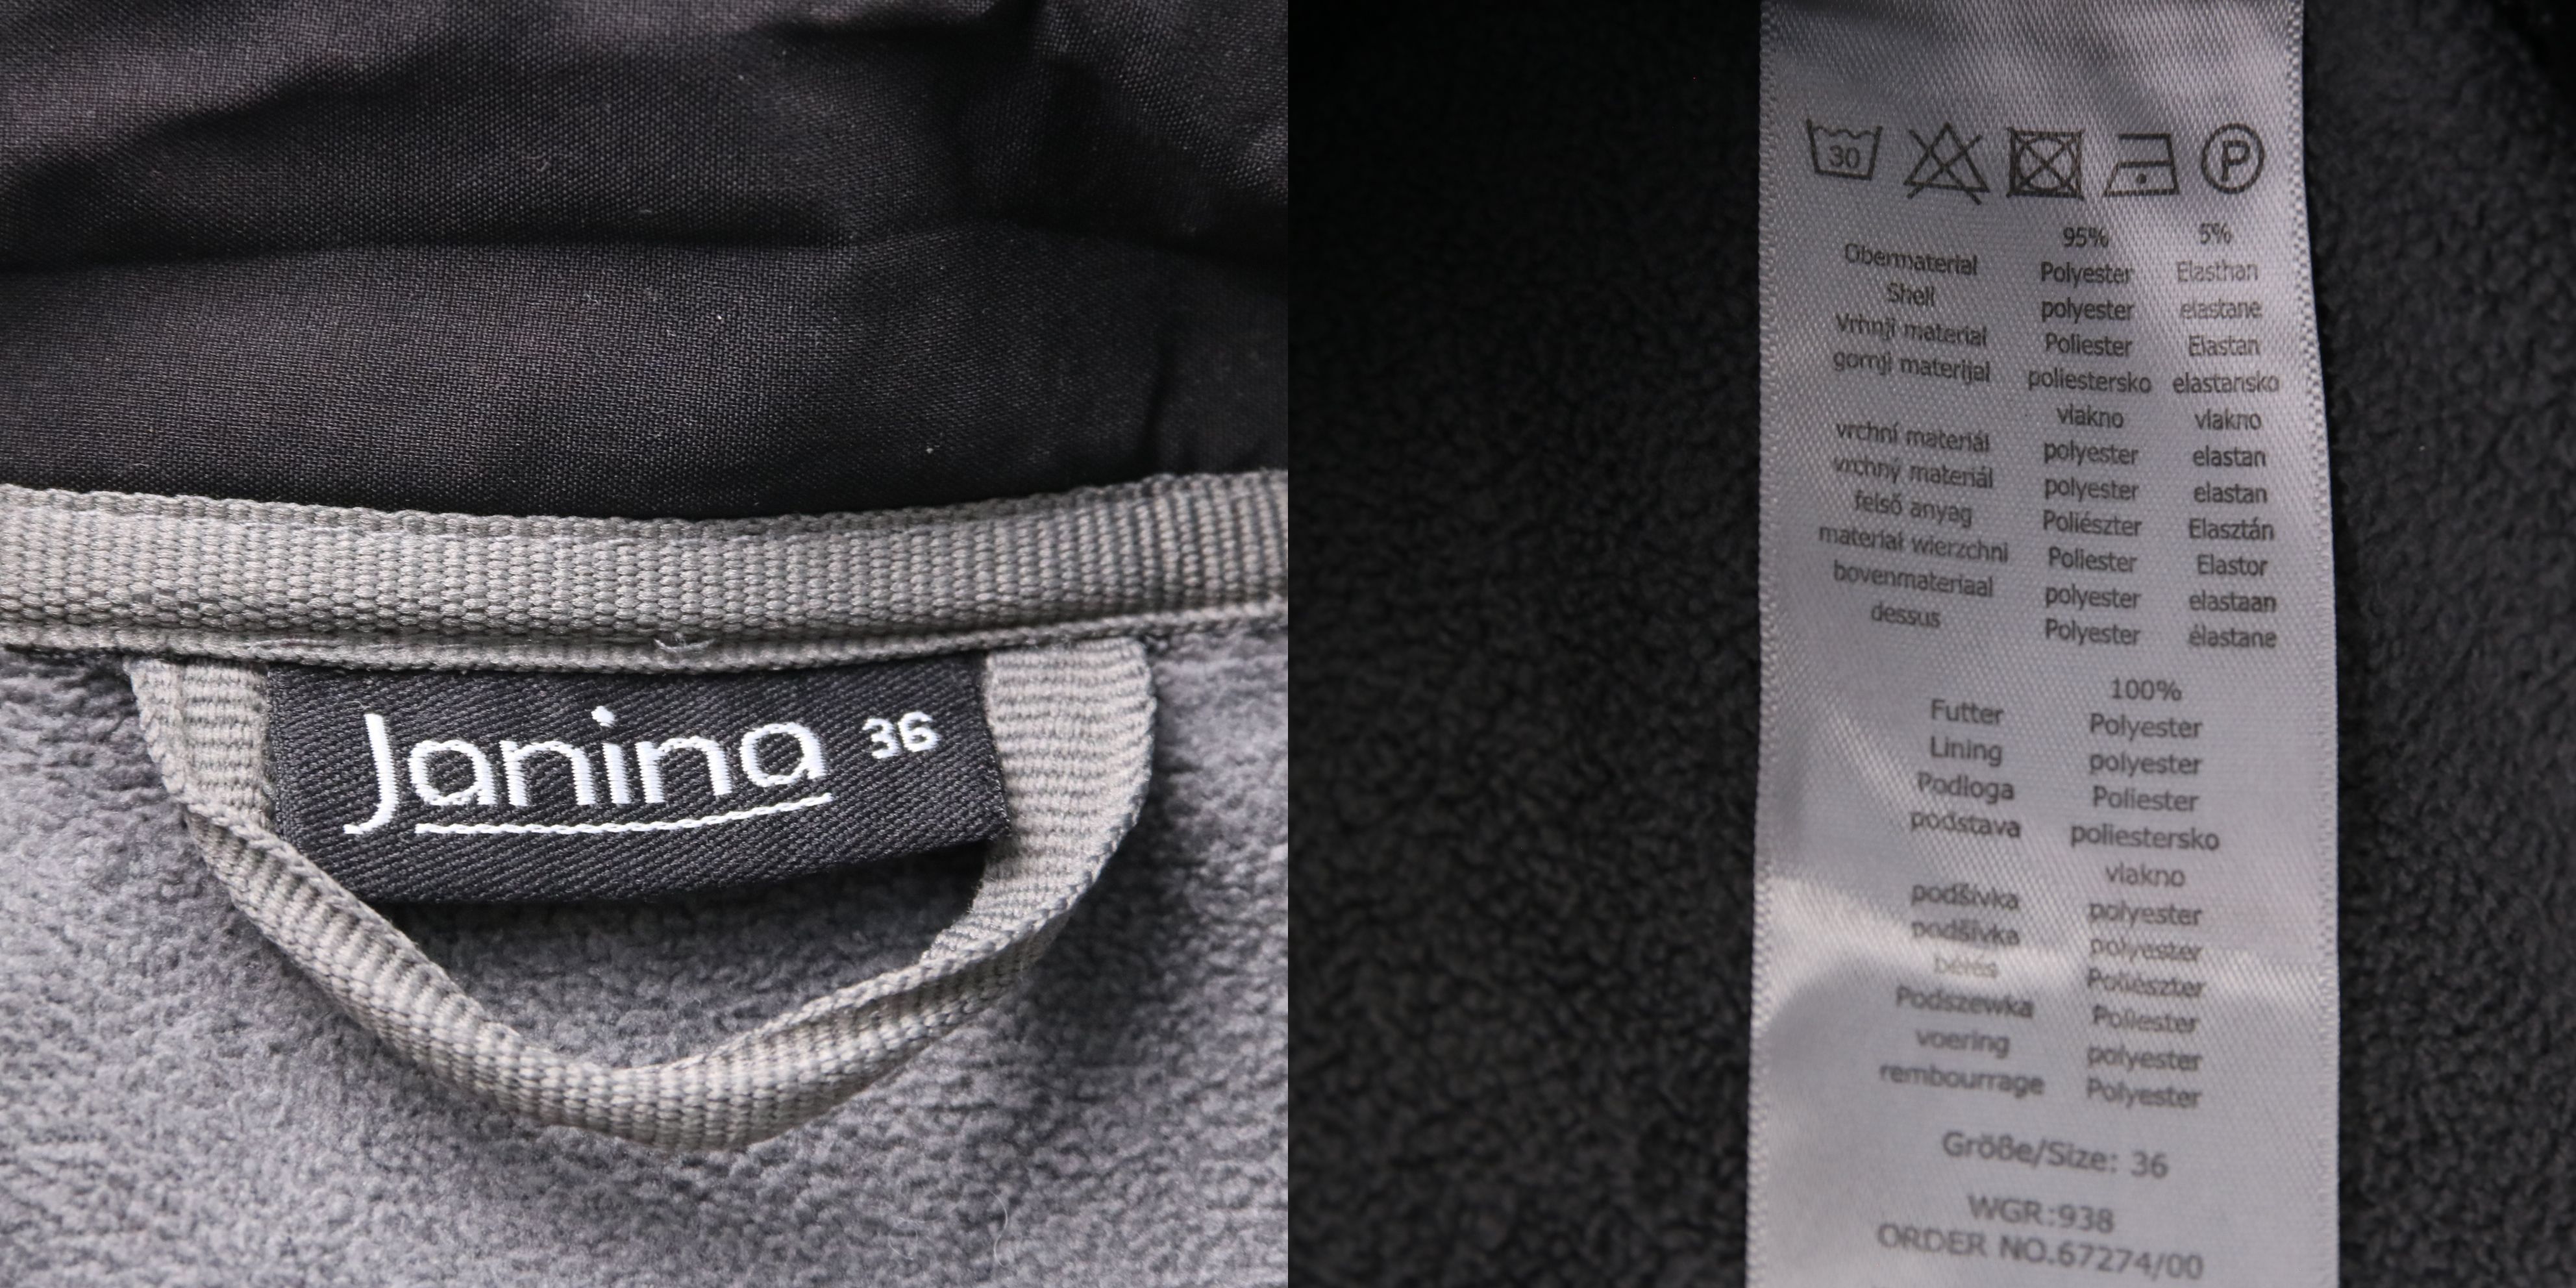 Janina 36
30
P
95% 5%
Obermaterial Polyester Elasthan
Shell polyester elastane
Vrhnji material Poliester Elastan
gornji materijal poliestersko elastansko
vlakno vlakno
vrchní materiál polyester elastan
vrchný materiál polyester elastan
felső anyag Poliészter Elasztán
materiał wierzchni Poliester Elastor
bovenmateriaal polyester elastaan
dessus Polyester élastane
100%
Futter Polyester
Lining polyester
Podloga Poliester
podstava poliestersko
vlakno
podšívka polyester
podšívka polyester
bérés Poliészter
Podszewka Poliester
voering polyester
rembourrage Polyester
Größe/Size: 36
WGR:938
ORDER NO.67274/00